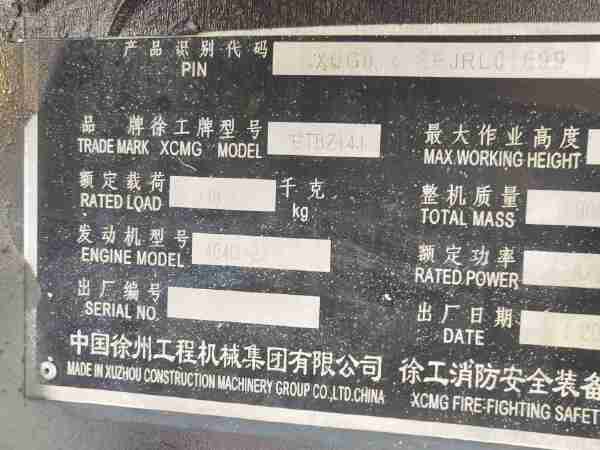 产品识别代码
PIN
品 牌 徐工牌 型号
TRADE MARK XCMG MODEL
最大作业高度
MAX.WORKING HEIGHT
额定载荷 千克
RATED LOAD kg
整机质量
TOTAL MASS
发动机型号
ENGINE MODEL
额定功率
RATED POWER
出厂编号
SERIAL NO.
出厂日期
DATE
中国徐州工程机械集团有限公司
MADE IN XUZHOU CONSTRUCTION MACHINERY GROUP CO.,LTD.CHINA
徐工消防安全装备
XCMG FIRE-FIGHTING SAFET